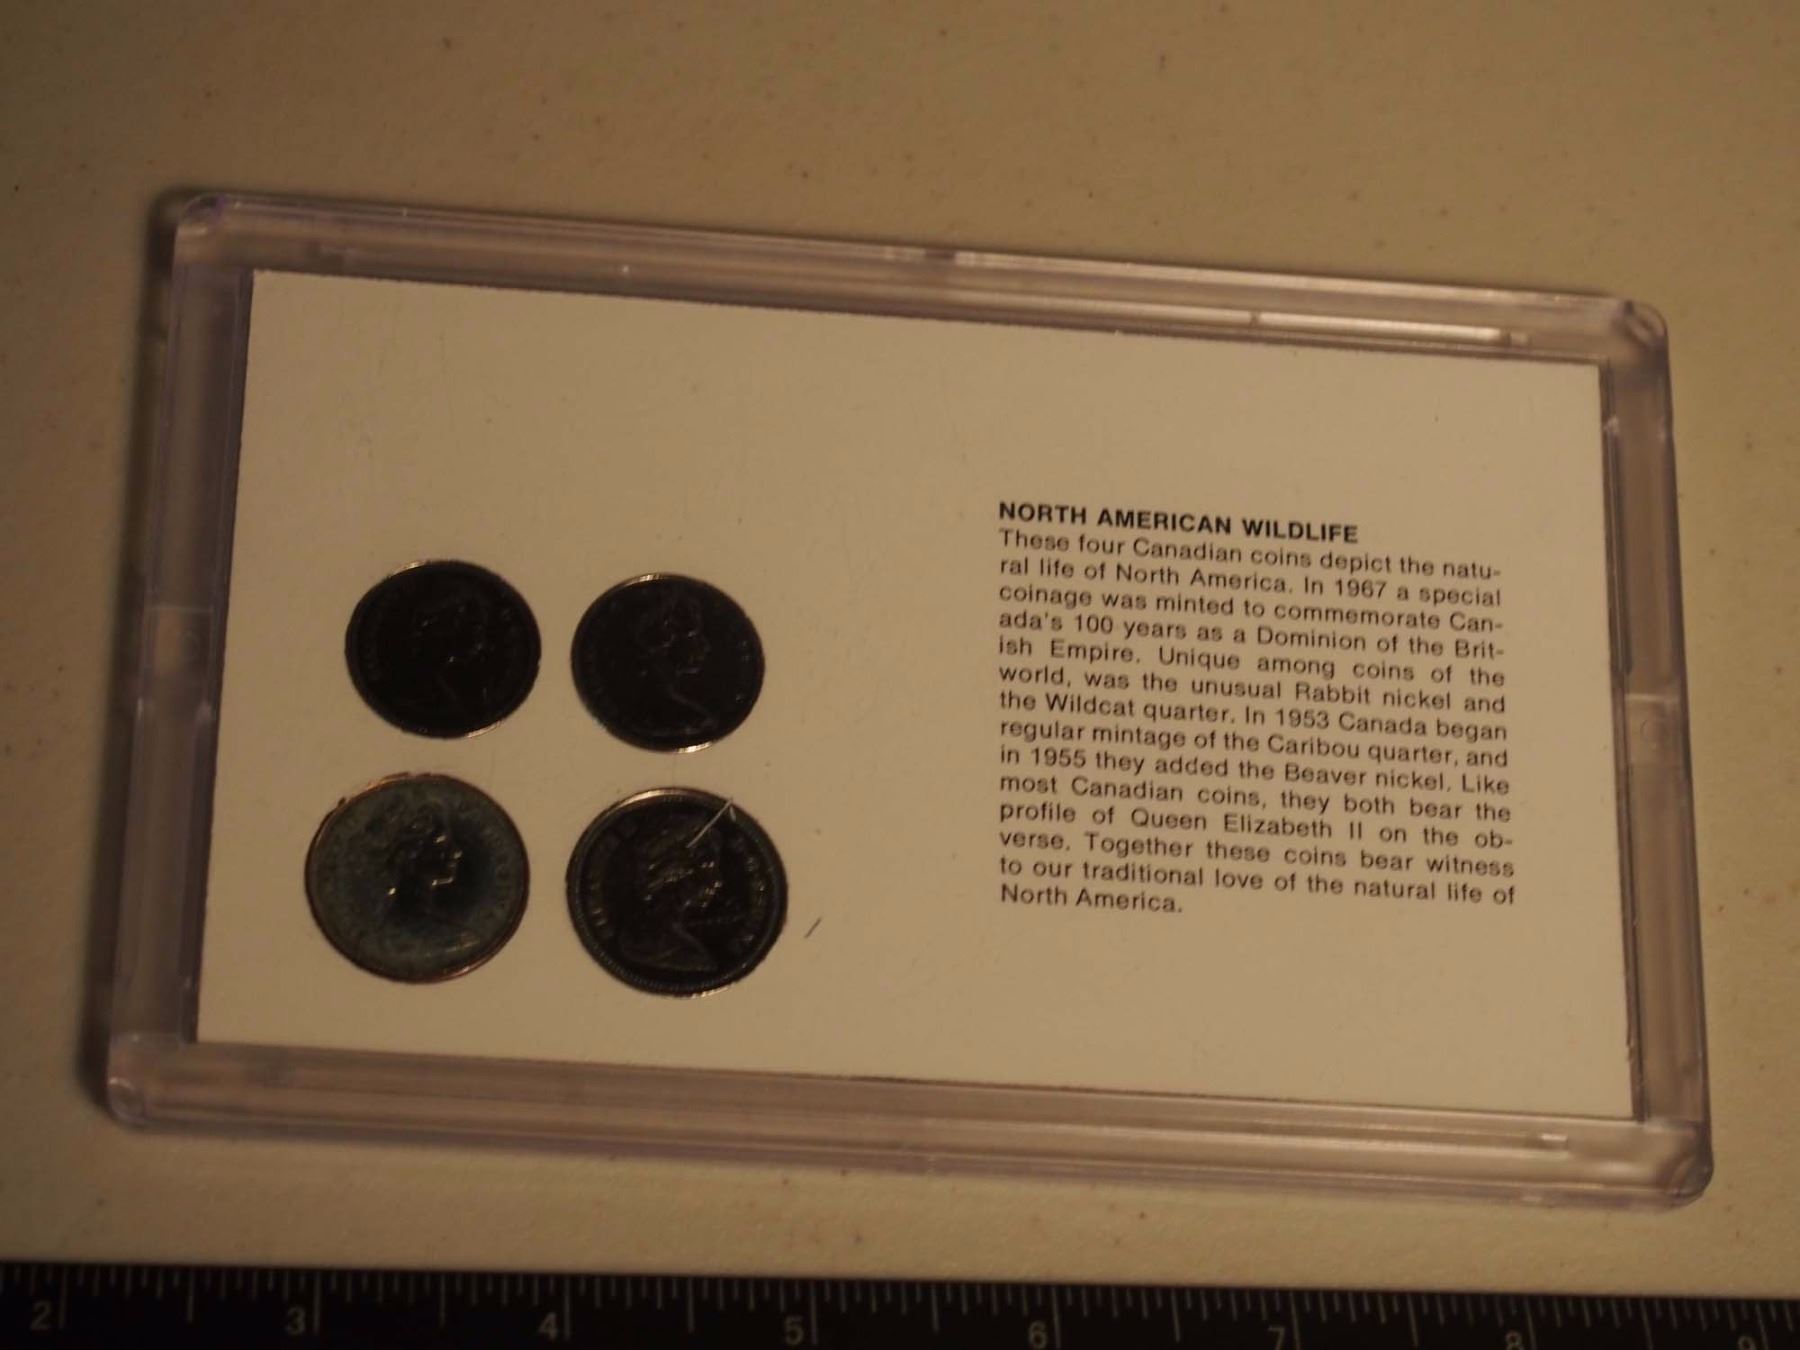 NORTH AMERICAN WILDLIFE
These four Canadian coins depict the natu-
ral life of North America. In 1967 a special
coinage was minted to commemorate Can-
ada's 100 years as a Dominion of the Brit-
ish Empire. Unique among coins of the
world, was the unusual Rabbit nickel and
the Wildcat quarter. In 1953 Canada began
regular mintage of the Caribou quarter, and
in 1955 they added the Beaver nickel. Like
most Canadian coins, they both bear the
profile of Queen Elizabeth II on the ob-
verse. Together these coins bear witness
to our traditional love of the natural life of
North America.
2 3 4 5 6 7 8 9